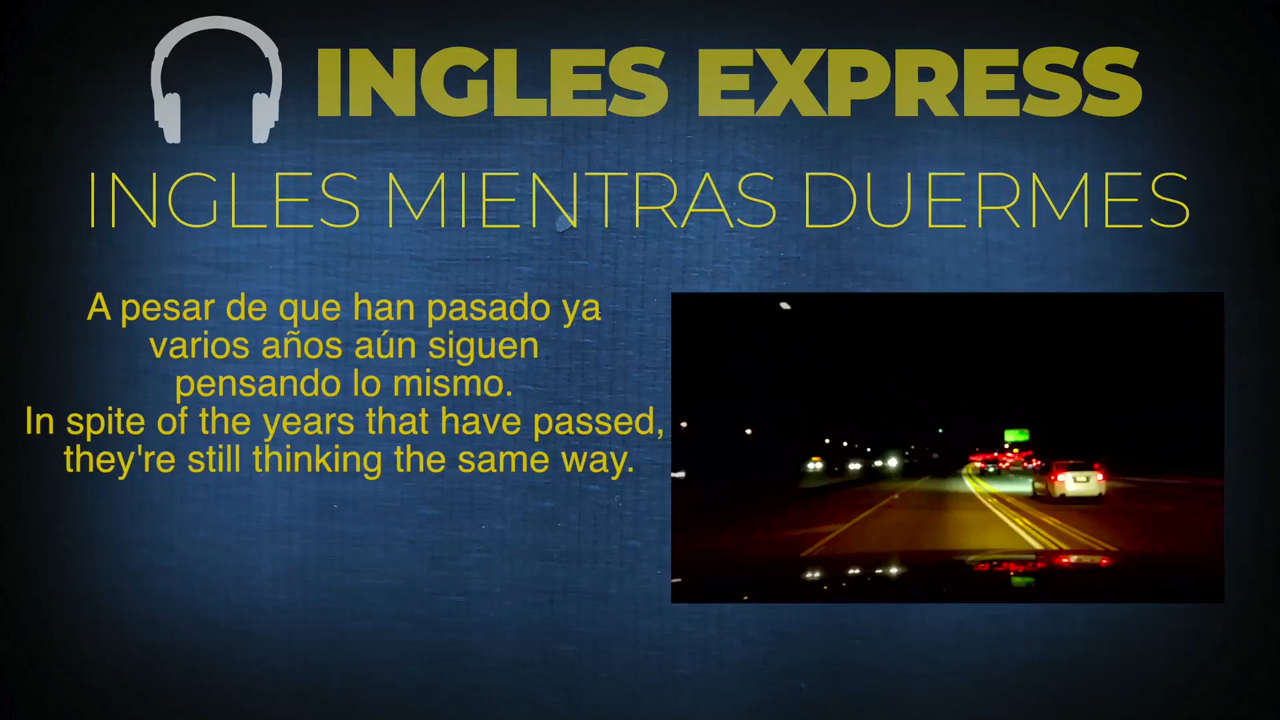 INGLES EXPRESS
INGLES MIENTRAS DUERMES
A pesar de que han pasado ya
varios años aún siguen
pensando lo mismo.
In spite of the years that have passed,
they're still thinking the same way.